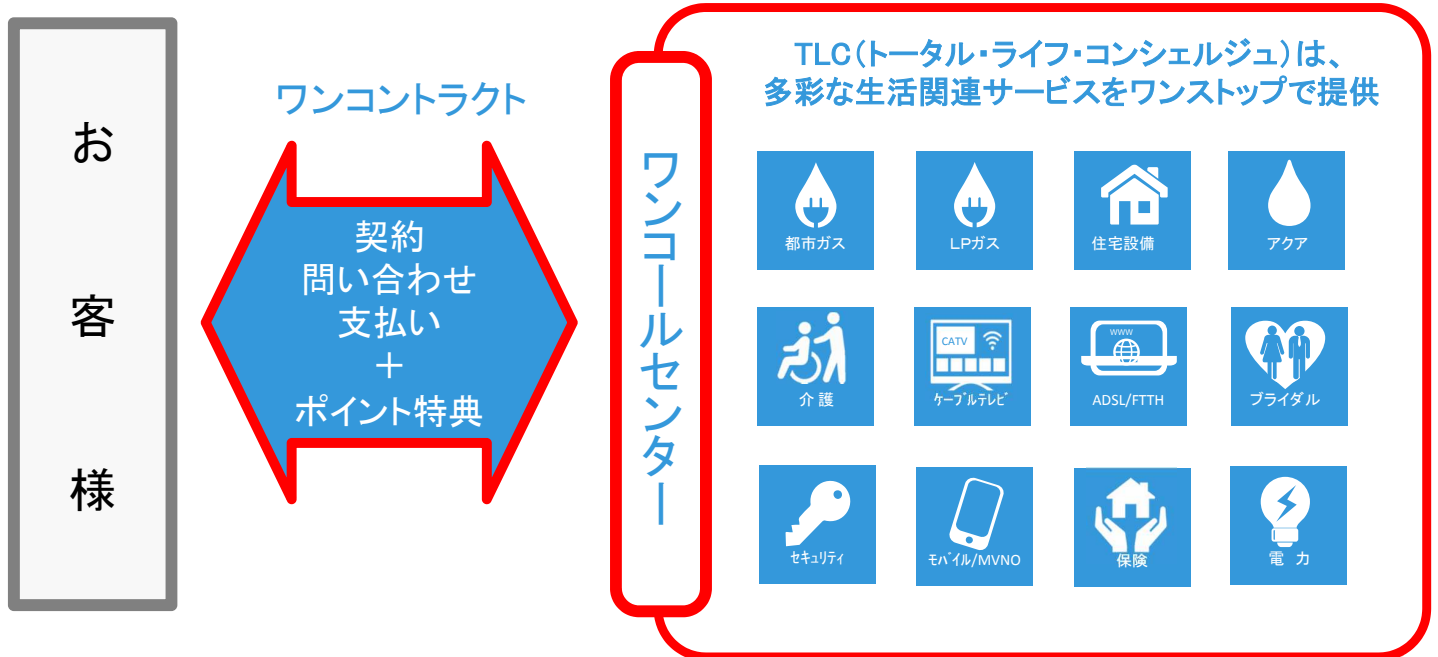 お客様
ワンコントラクト
契約
問い合わせ
支払い
＋
ポイント特典
ワンコールセンター
TLC(トータル・ライフ・コンシェルジュ)は、
多彩な生活関連サービスをワンストップで提供
都市ガス
LPガス
住宅設備
アクア
介 護
CATV
ｹｰﾌﾞﾙﾃﾚﾋﾞ
WWW
ADSL/FTTH
ブライダル
ｾｷｭﾘﾃｨ
ﾓﾊﾞｲﾙ/MVNO
保険
電 力